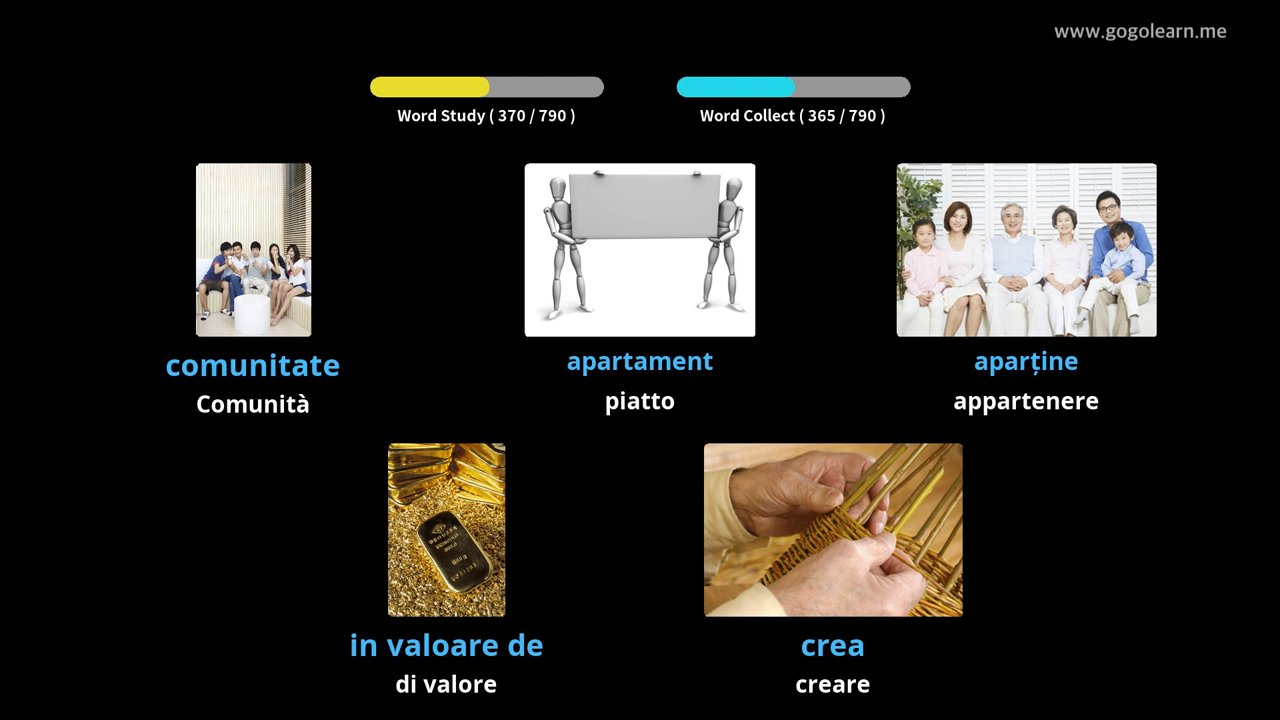 www.gogolearn.me
Word Study ( 370 / 790 )
Word Collect ( 365 / 790 )
comunitate
Comunità
apartament
piatto
aparține
appartenere
in valoare de
di valore
crea
creare